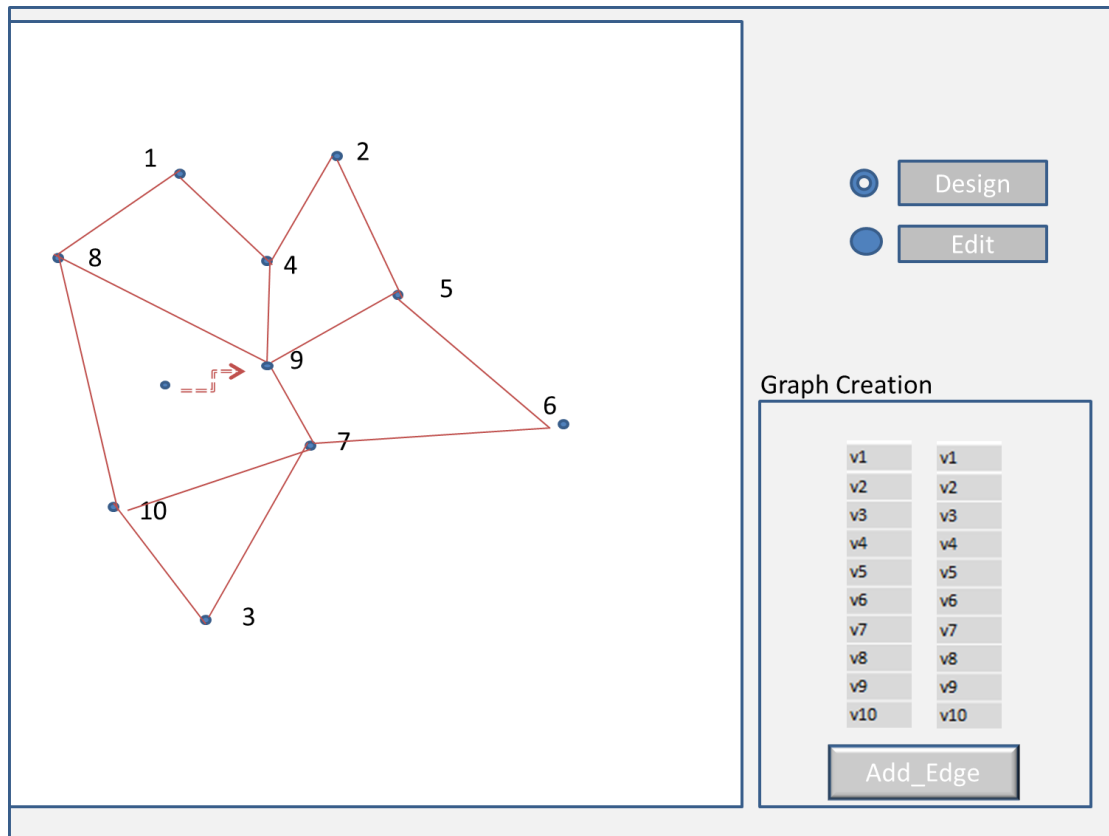 1
2
8
4
5
9
6
7
10
3
Design
Edit
Graph Creation
v1 v1
v2 v2
v3 v3
v4 v4
v5 v5
v6 v6
v7 v7
v8 v8
v9 v9
v10 v10
Add_Edge